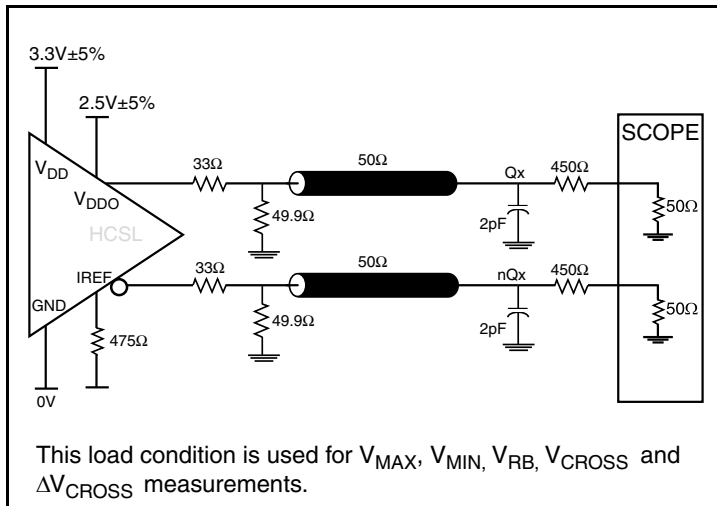 3.3V±5%
2.5V±5%
SCOPE
VDD
VDDO
33Ω
50Ω
Qx
450Ω
50Ω
49.9Ω
2pF
HCSL
IREF
33Ω
50Ω
nQx
450Ω
50Ω
GND
49.9Ω
2pF
475Ω
0V
This load condition is used for VMAX, VMIN, VRB, VCROSS and
ΔVCROSS measurements.